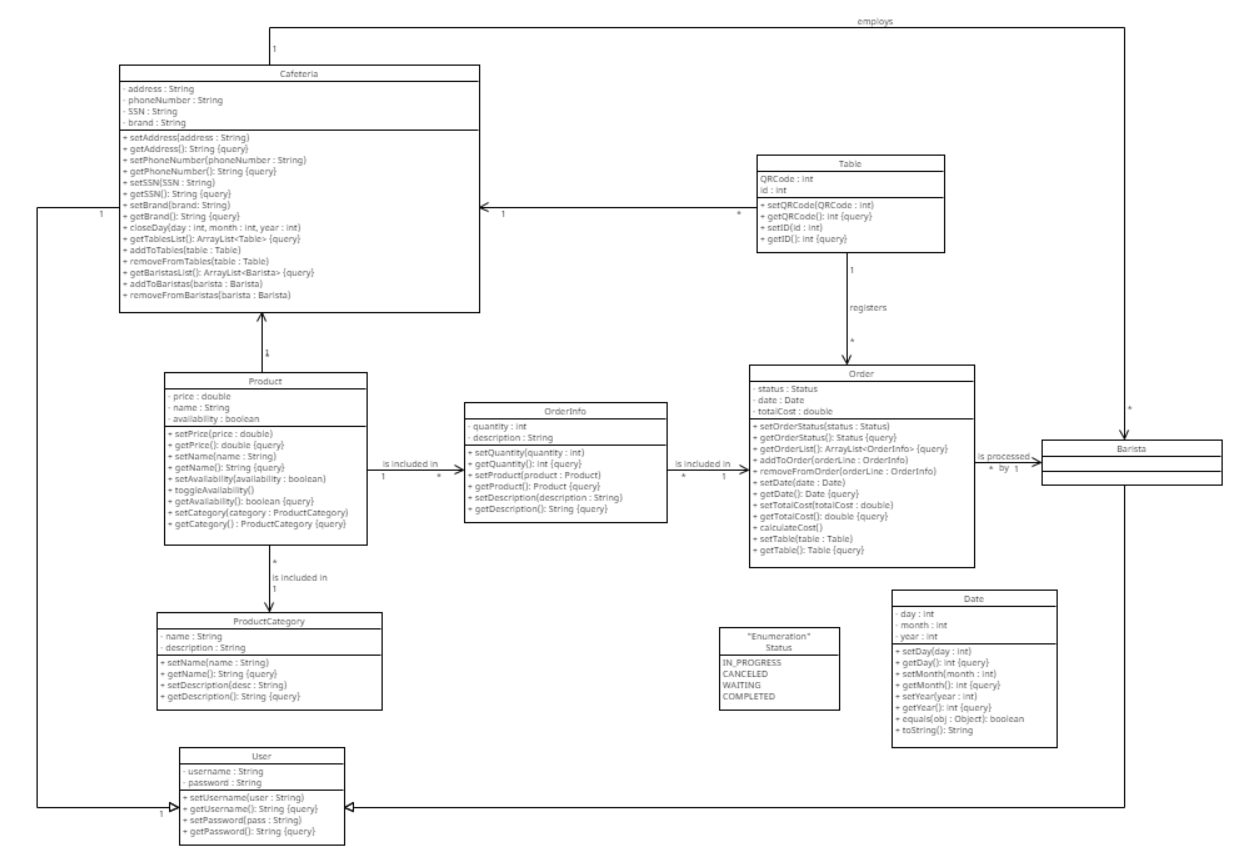 employs
1
Cafeteria
- address : String
- phoneNumber : String
- SSN : String
- brand : String
+ setAddress(address : String)
+ getAddress(): String {query}
+ setPhoneNumber(phoneNumber : String)
+ getPhoneNumber(): String {query}
+ setSSN(SSN : String)
+ getSSN(): String {query}
+ setBrand(brand: String)
+ getBrand(): String {query}
+ closeDay(day : int, month : int, year : int)
+ getTablesList(): ArrayList<Table> {query}
+ addToTables(table : Table)
+ removeFromTables(table : Table)
+ getBaristasList(): ArrayList<Barista> {query}
+ addToBaristas(barista : Barista)
+ removeFromBaristas(barista : Barista)
1
1
*
Table
QRCode : int
id : int
+ setQRCode(QRCode : int)
+ getQRCode(): int {query}
+ setID(id : int)
+ getID(): int {query}
1
registers
*
Product
- price : double
- name : String
- availability : boolean
+ setPrice(price : double)
+ getPrice(): double {query}
+ setName(name : String)
+ getName(): String {query}
+ setAvailability(availability : boolean)
+ toggleAvailability()
+ getAvailability(): boolean {query}
+ setCategory(category : ProductCategory)
+ getCategory() : ProductCategory {query}
is included in
1 *
OrderInfo
- quantity : int
- description : String
+ setQuantity(quantity : int)
+ getQuantity(): int {query}
+ setProduct(product : Product)
+ getProduct(): Product {query}
+ setDescription(description : String)
+ getDescription(): String {query}
is included in
* 1
Order
- status : Status
- date : Date
- totalCost : double
+ setOrderStatus(status : Status)
+ getOrderStatus(): Status {query}
+ getOrderList(): ArrayList<OrderInfo> {query}
+ addToOrder(orderLine : OrderInfo)
+ removeFromOrder(orderLine : OrderInfo)
+ setDate(date : Date)
+ getDate(): Date {query}
+ setTotalCost(totalCost : double)
+ getTotalCost(): double {query}
+ calculateCost()
+ setTable(table : Table)
+ getTable(): Table {query}
is processed
* by 1
*
Barista
*
is included in
1
ProductCategory
- name : String
- description : String
+ setName(name : String)
+ getName(): String {query}
+ setDescription(desc : String)
+ getDescription(): String {query}
"Enumeration"
Status
IN_PROGRESS
CANCELED
WAITING
COMPLETED
Date
- day : int
- month : int
- year : int
+ setDay(day : int)
+ getDay(): int {query}
+ setMonth(month : int)
+ getMonth(): int {query}
+ setYear(year : int)
+ getYear(): int {query}
+ equals(obj : Object): boolean
+ toString(): String
User
- username : String
- password : String
+ setUsername(user : String)
+ getUsername(): String {query}
+ setPassword(pass : String)
+ getPassword(): String {query}
1